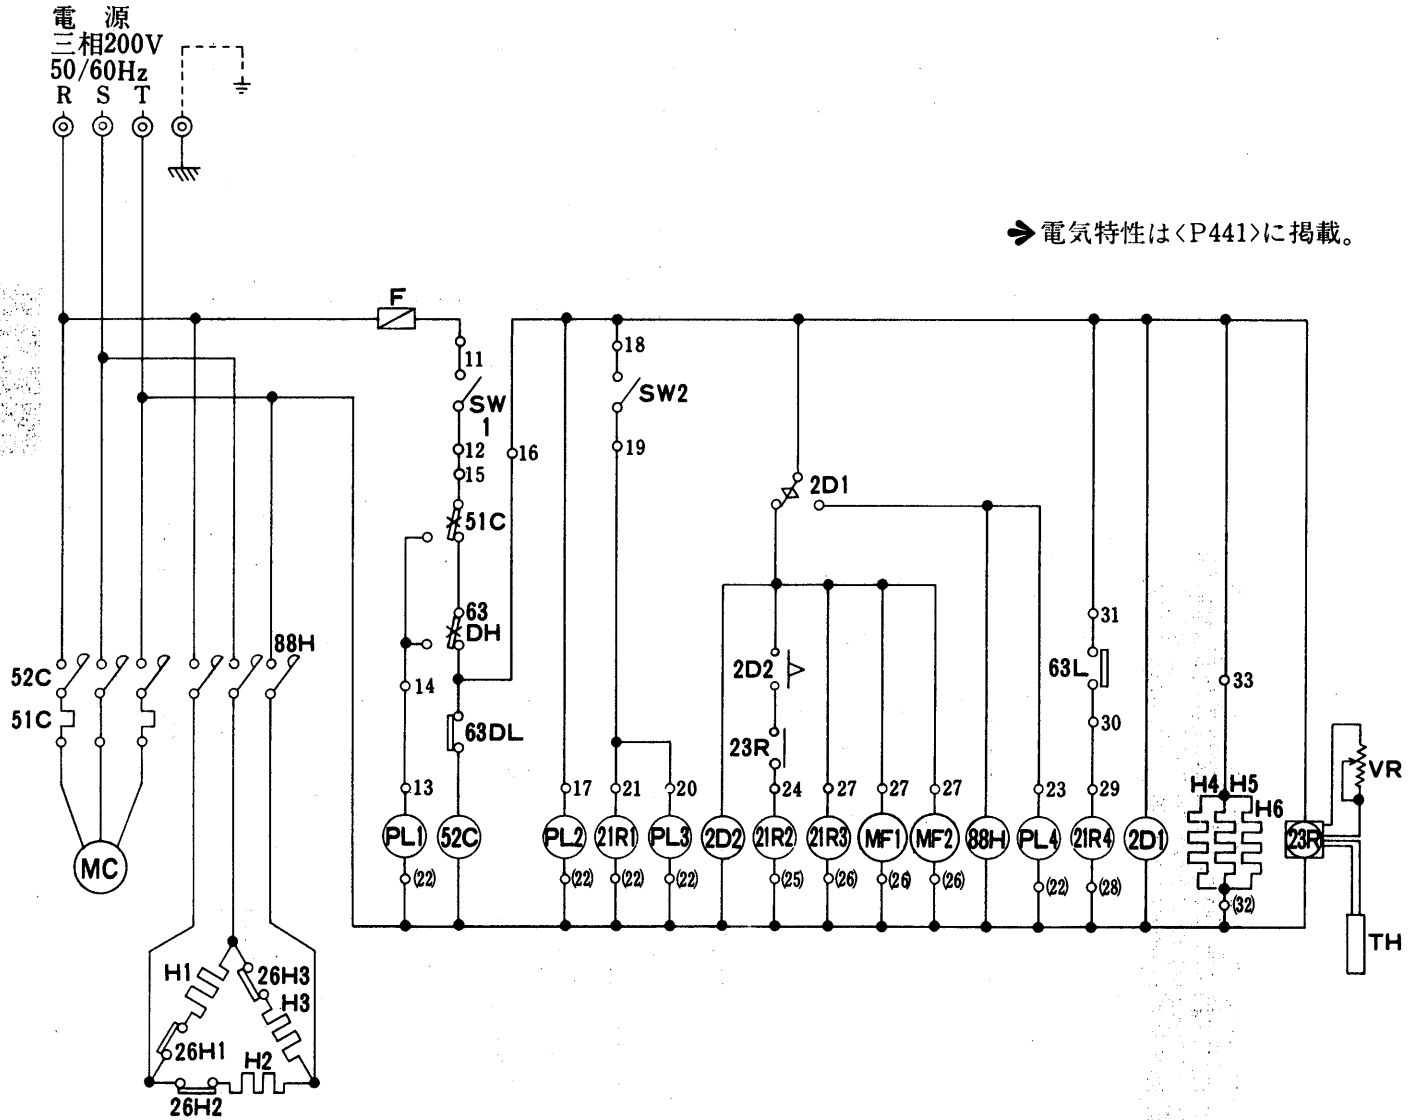 電 源
三相200V
50/60Hz
R S T
➔電気特性は<P441>に掲載。
F
11
SW
1
12
15
16
51C
63
DH
14
63DL
13
18
SW2
19
2D1
2D2
23R
31
63L
30
33
88H
52C
51C
17
21
20
24
27
27
27
23
29
H4
H5
H6
VR
PL1
52C
PL2
21R1
PL3
2D2
21R2
21R3
MF1
MF2
88H
PL4
21R4
2D1
23R
MC
(22)
(22)
(22)
(22)
(25)
(26)
(26)
(26)
(22)
(28)
(32)
TH
H1
26H3
H3
26H1
H2
26H2